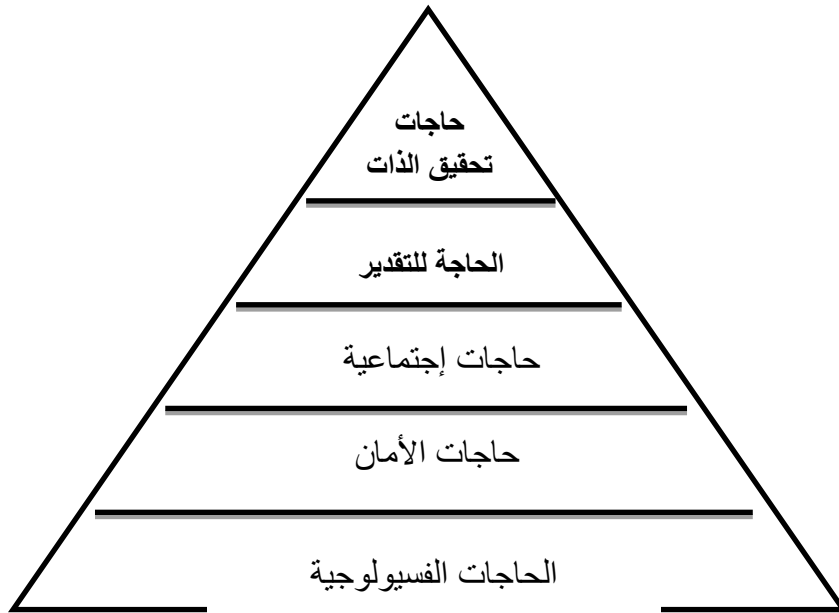 حاجات
تحقيق الذات
الحاجة للتقدير
حاجات إجتماعية
حاجات الأمان
الحاجات الفسيولوجية